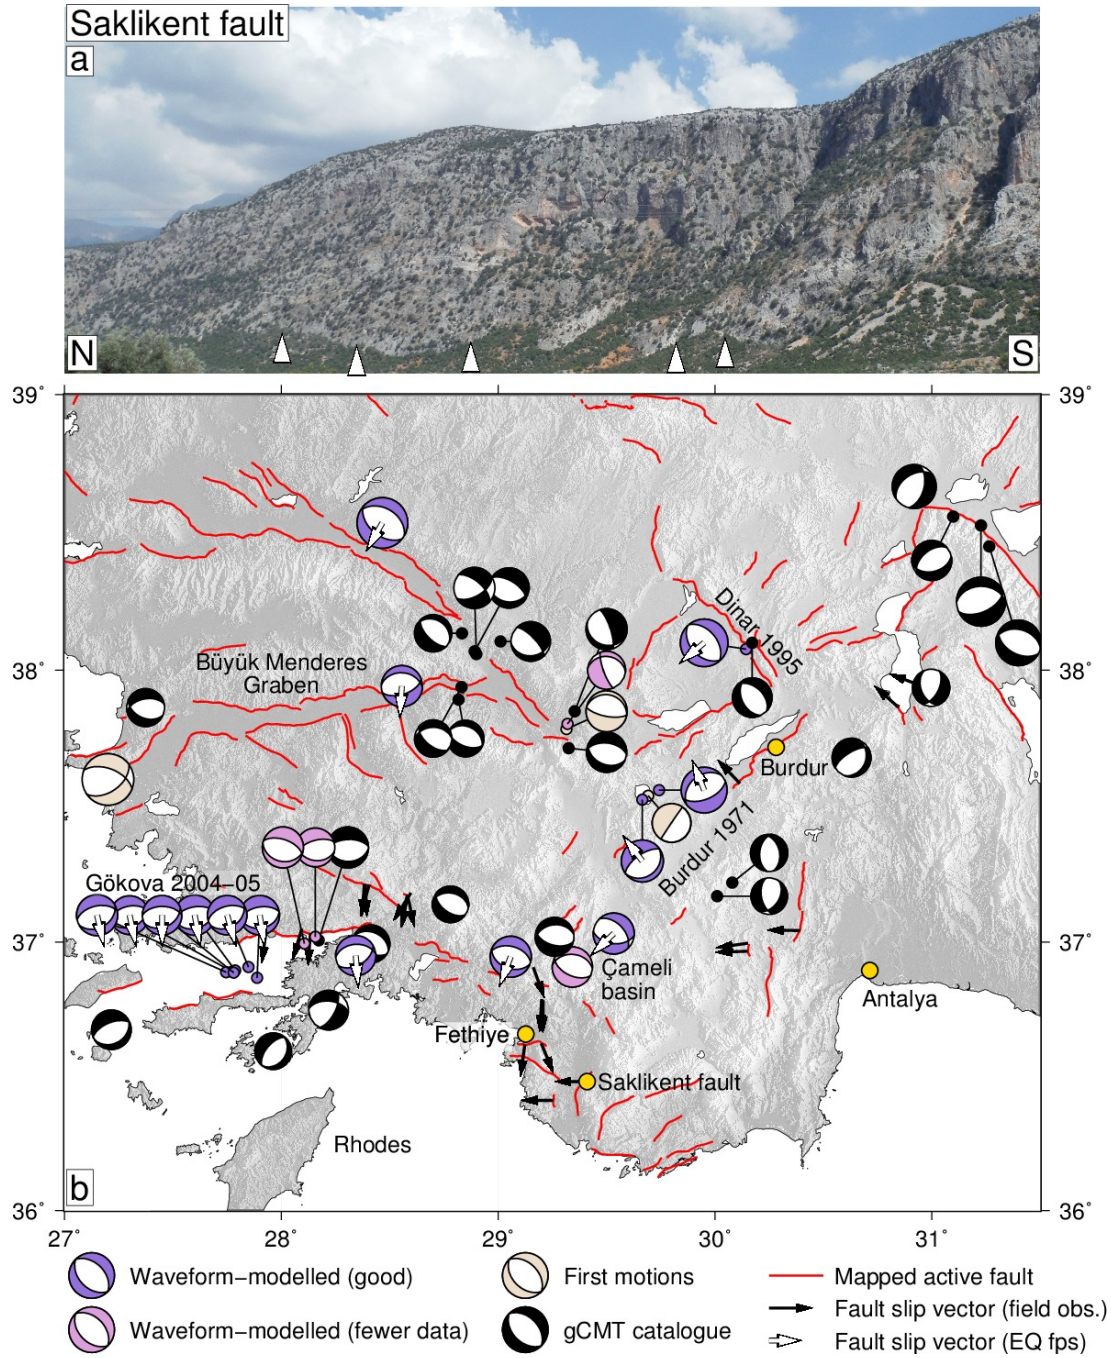 Saklikent fault
a
N
S
39°
39°
38°
38°
37°
37°
36°
36°
27°
28°
29°
30°
31°
Dinar 1995
Büyük Menderes
Graben
Burdur
Burdur 1971
Gökova 2004−05
Çameli
basin
Antalya
Fethiye
Saklikent fault
Rhodes
b
Waveform−modelled (good)
First motions
Mapped active fault
Fault slip vector (field obs.)
Waveform−modelled (fewer data)
gCMT catalogue
Fault slip vector (EQ fps)